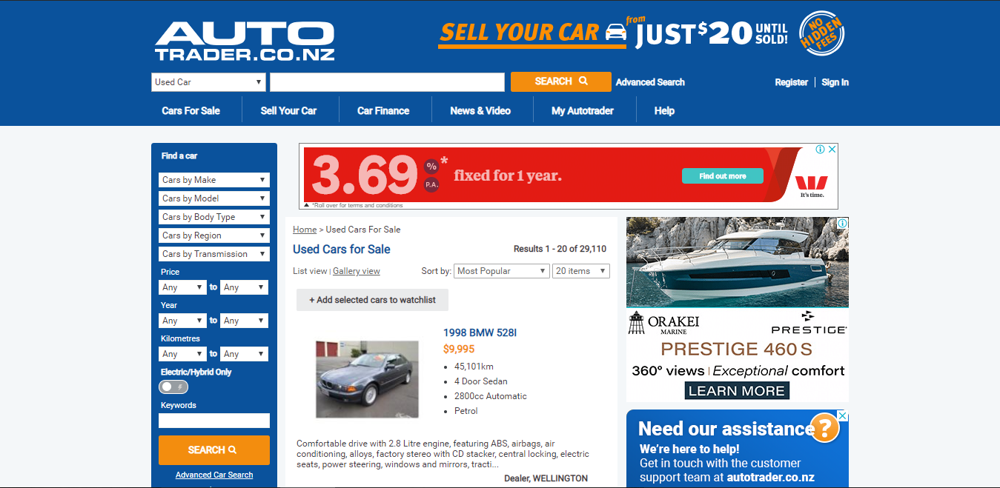 AUTO
TRADER.CO.NZ
SELL YOUR CAR from JUST $20 UNTIL SOLD!
NO HIDDEN FEES
Used Car
SEARCH
Advanced Search
Register
Sign In
Cars For Sale
Sell Your Car
Car Finance
News & Video
My Autotrader
Help
Find a car
Cars by Make
Cars by Model
Cars by Body Type
Cars by Region
Cars by Transmission
Price
Any to Any
Year
Any to Any
Kilometres
Any to Any
Electric/Hybrid Only
Keywords
SEARCH
Advanced Car Search
3.69 % P.A. * fixed for 1 year.
Find out more
It's time.
*Roll over for terms and conditions
Home > Used Cars For Sale
Used Cars for Sale
Results 1 - 20 of 29,110
List view | Gallery view
Sort by: Most Popular 20 items
+ Add selected cars to watchlist
1998 BMW 528I
$9,995
45,101km
4 Door Sedan
2800cc Automatic
Petrol
Comfortable drive with 2.8 Litre engine, featuring ABS, airbags, air
conditioning, alloys, factory stereo with CD stacker, central locking, electric
seats, power steering, windows and mirrors, tracti...
Dealer, WELLINGTON
ORAKEI
MARINE
PRESTIGE
PRESTIGE 460 S
360° views | Exceptional comfort
LEARN MORE
Need our assistance?
We're here to help!
Get in touch with the customer
support team at autotrader.co.nz